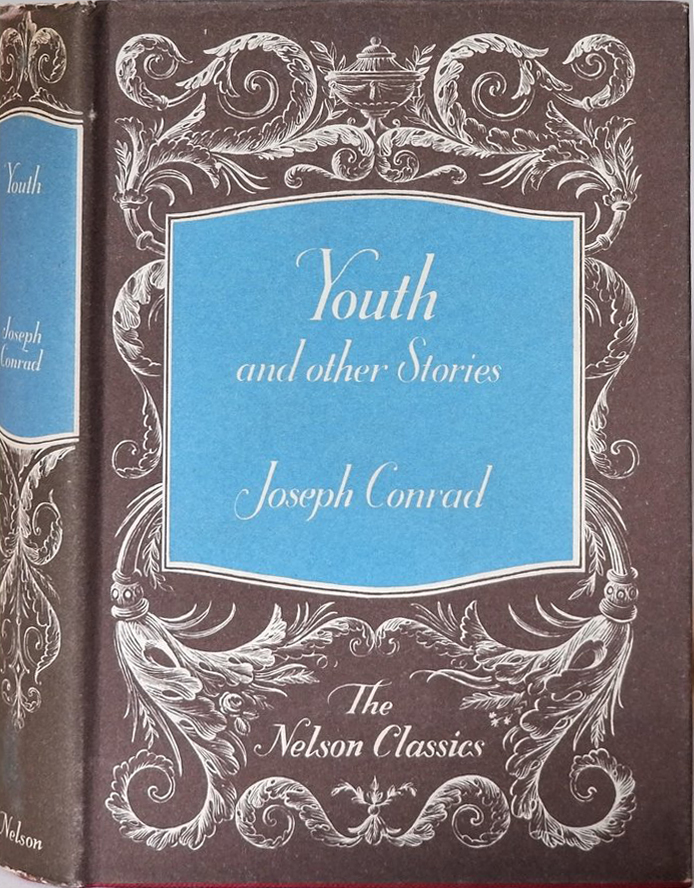 Youth
Joseph
Conrad
Nelson
Youth
and other Stories
Joseph Conrad
The
Nelson Classics